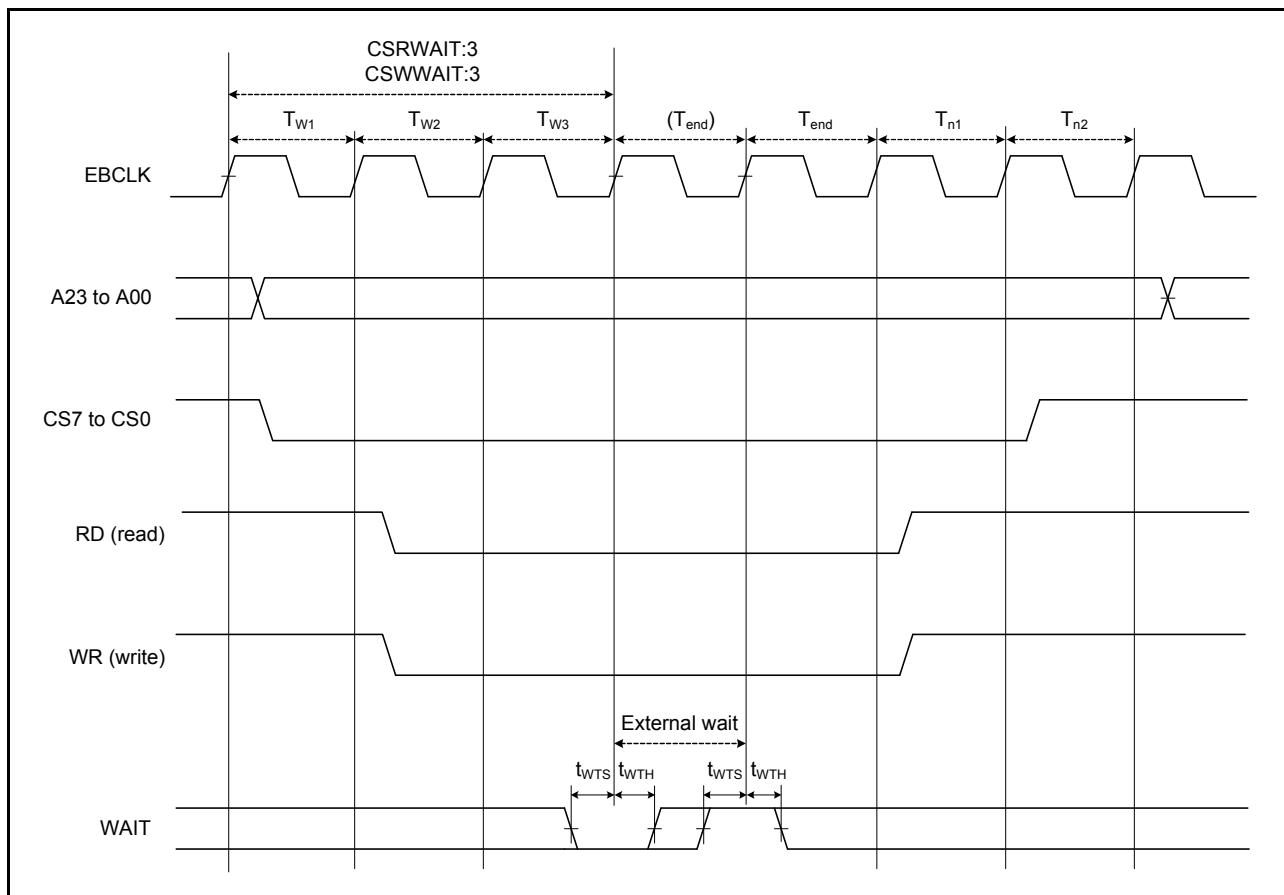 CSRWAIT:3
CSWWAIT:3
TW1 TW2 TW3 (Tend) Tend Tn1 Tn2
EBCLK
A23 to A00
CS7 to CS0
RD (read)
WR (write)
External wait
tWTS tWTH tWTS tWTH
WAIT